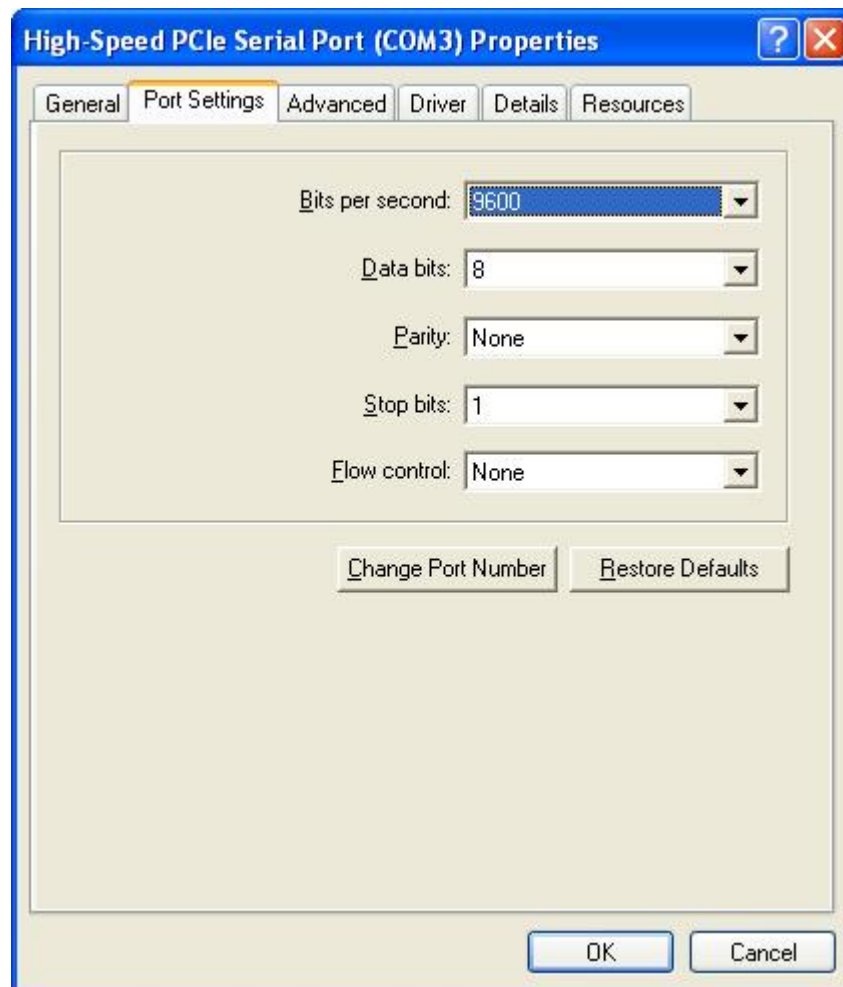 High-Speed PCIe Serial Port (COM3) Properties
General Port Settings Advanced Driver Details Resources
Bits per second: 9600
Data bits: 8
Parity: None
Stop bits: 1
Flow control: None
Change Port Number Restore Defaults
OK Cancel